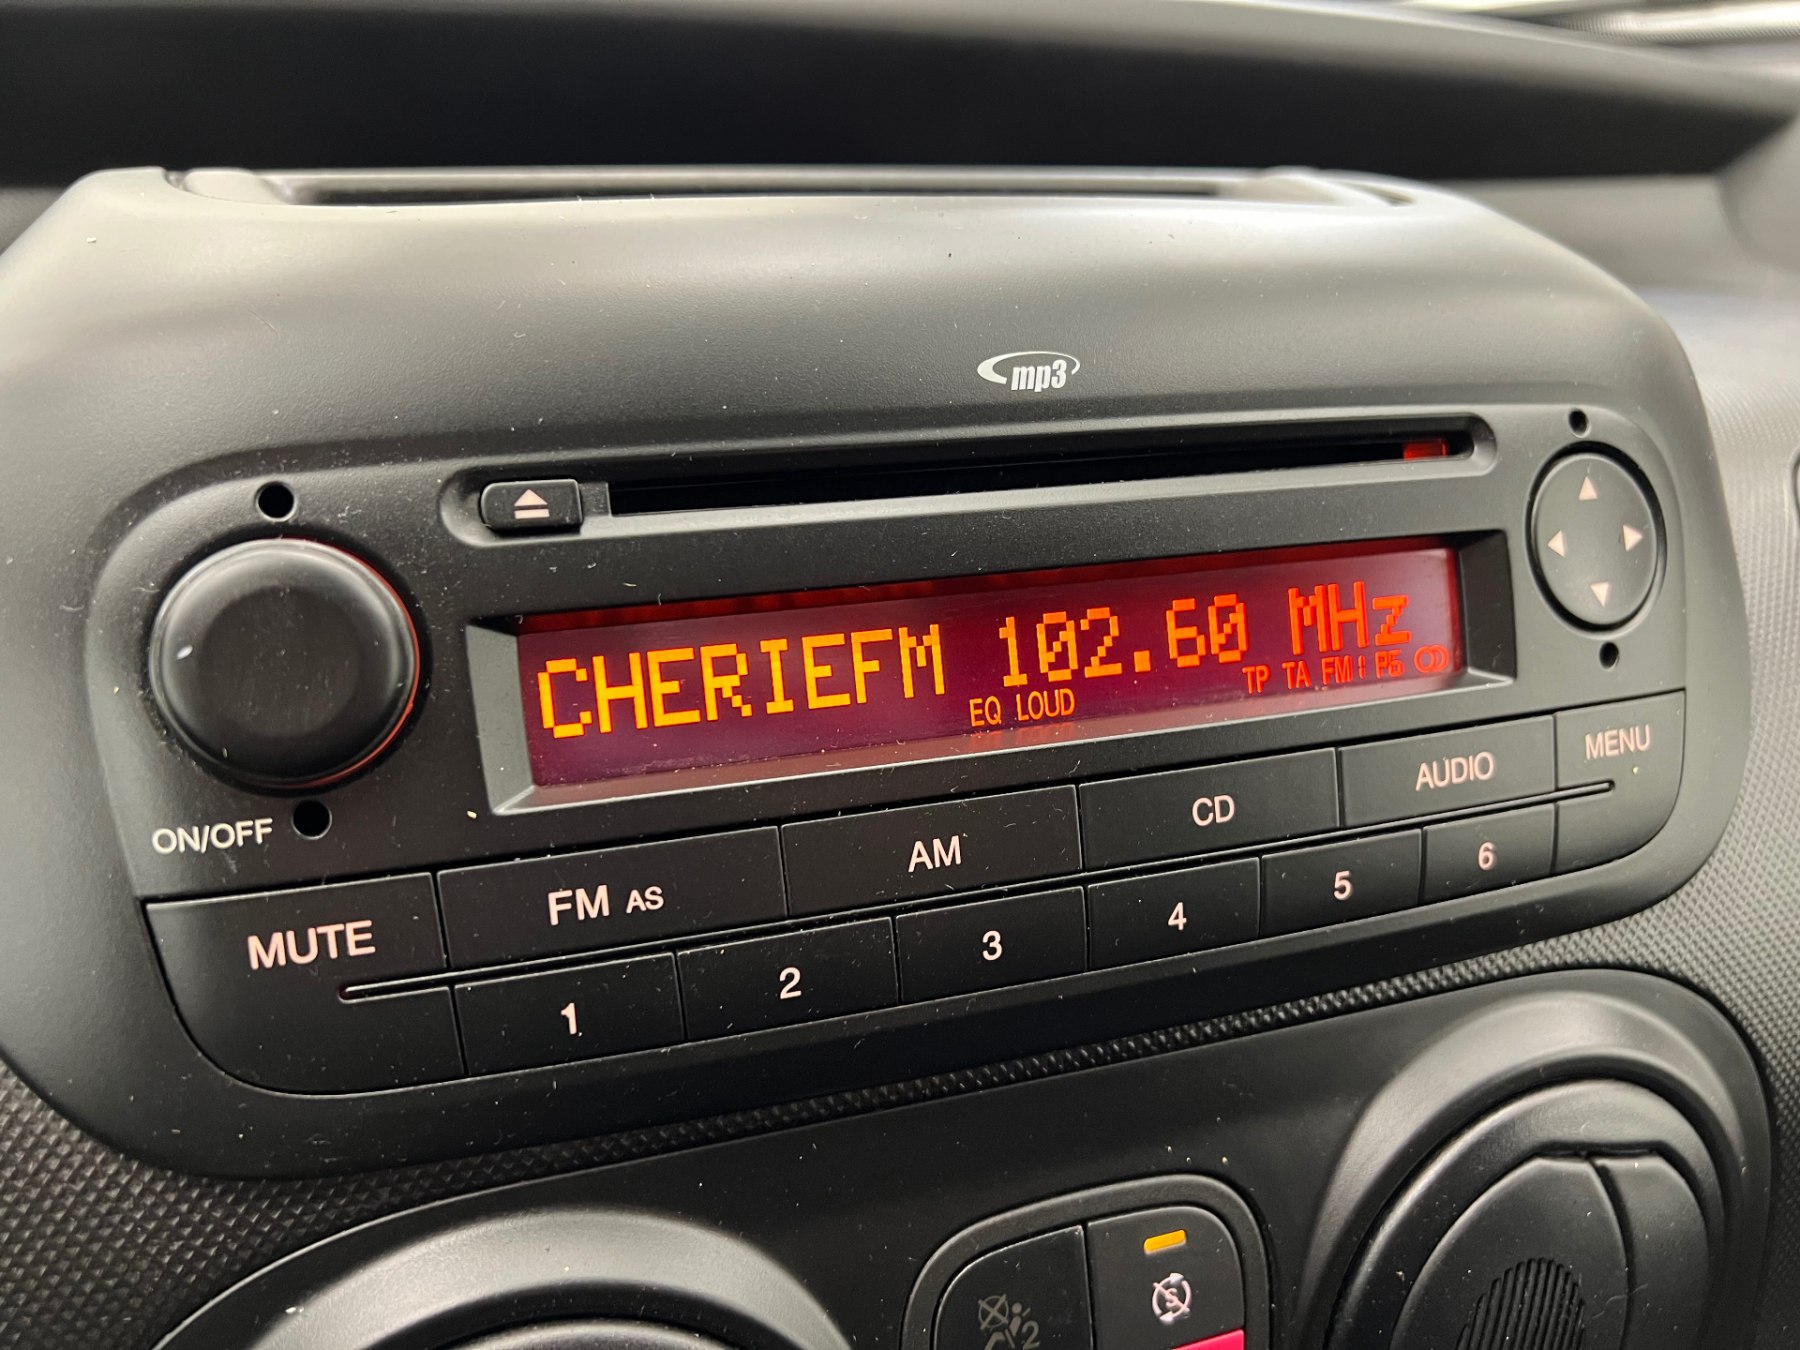 mp3
CHERIEFM 102.60 MHz
EQ LOUD TP TA FM1 P5
ON/OFF
MENU
AUDIO
CD
AM
FM AS
MUTE
1 2 3 4 5 6
S
2